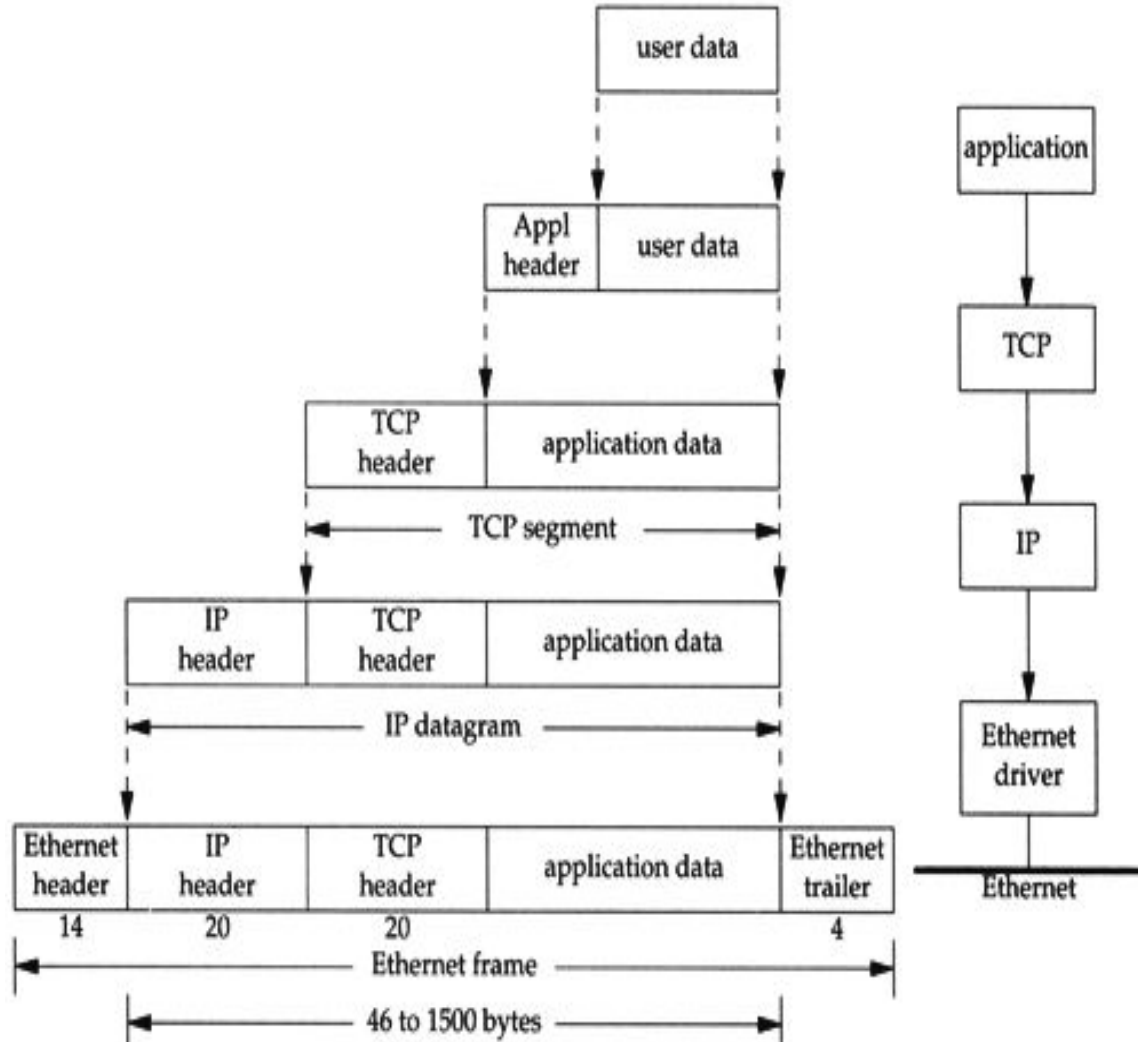 user data
application
Appl
header
user data
TCP
TCP
header
application data
TCP segment
IP
IP
header
TCP
header
application data
IP datagram
Ethernet
driver
Ethernet
header
IP
header
TCP
header
application data
Ethernet
trailer
Ethernet
14
20
20
4
Ethernet frame
46 to 1500 bytes